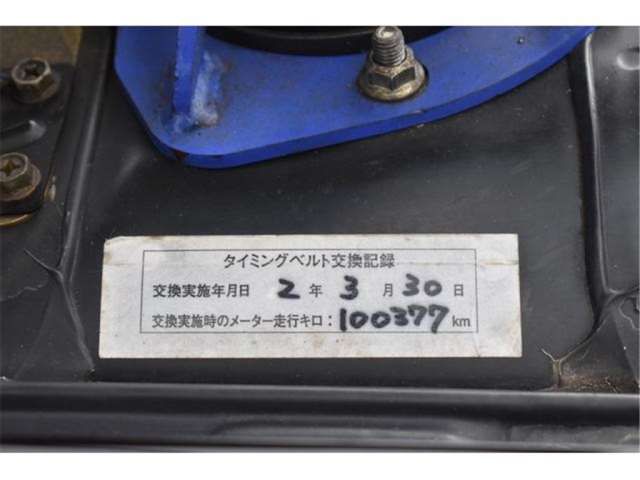 タイミングベルト交換記録
交換実施年月日 2 年 3 月 30 日
交換実施時のメーター走行キロ：100377 km